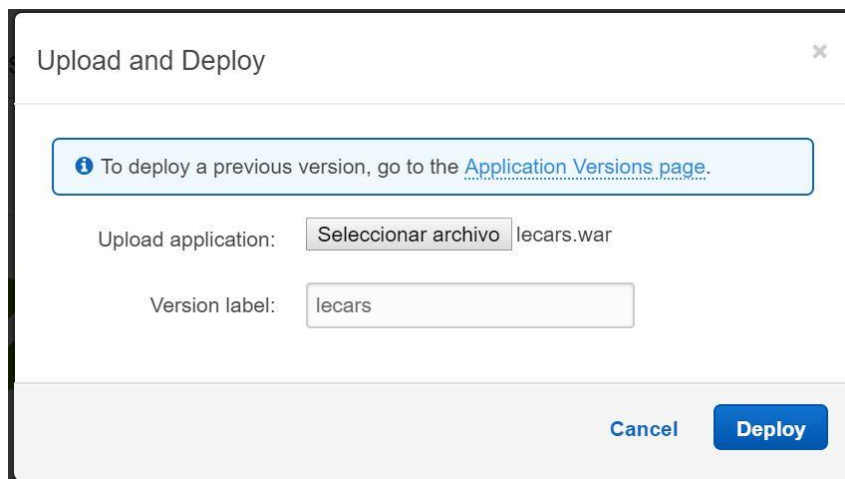 Upload and Deploy
×
To deploy a previous version, go to the Application Versions page.
Upload application: Seleccionar archivo lecars.war
Version label: lecars
Cancel Deploy